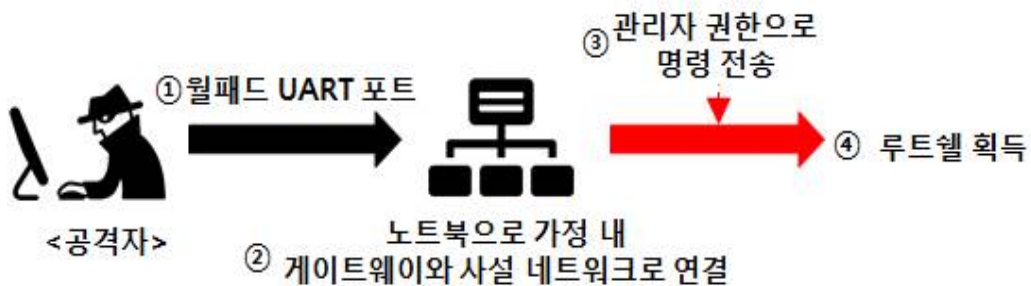 ③ 관리자 권한으로
명령 전송
① 월패드 UART 포트
④ 루트쉘 획득
<공격자>
② 노트북으로 가정 내
게이트웨이와 사설 네트워크로 연결